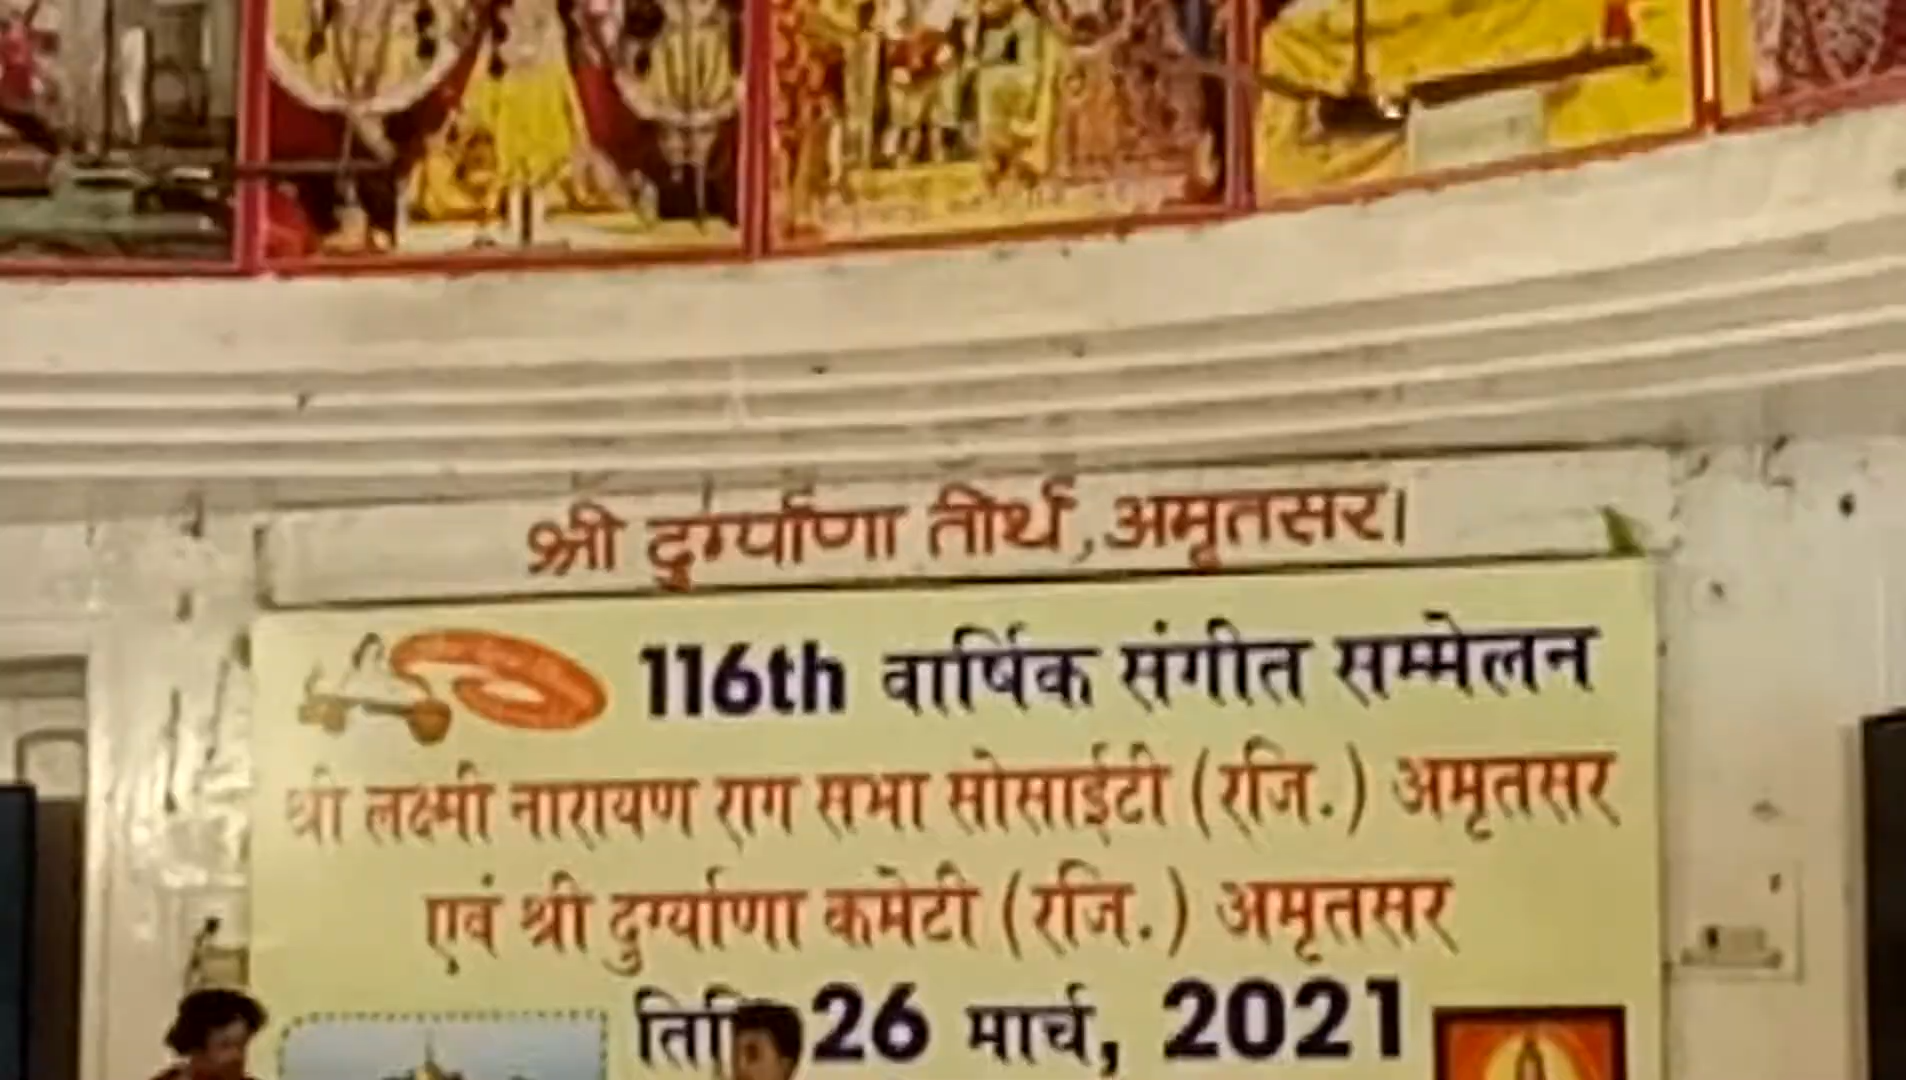 श्री दुर्ग्याणा तीर्थ, अमृतसर।
116th वार्षिक संगीत सम्मेलन
श्री लक्ष्मी नारायण राग सभा सोसाईटी (रजि.) अमृतसर
एवं श्री दुर्ग्याणा कमेटी (रजि.) अमृतसर
26 मार्च, 2021